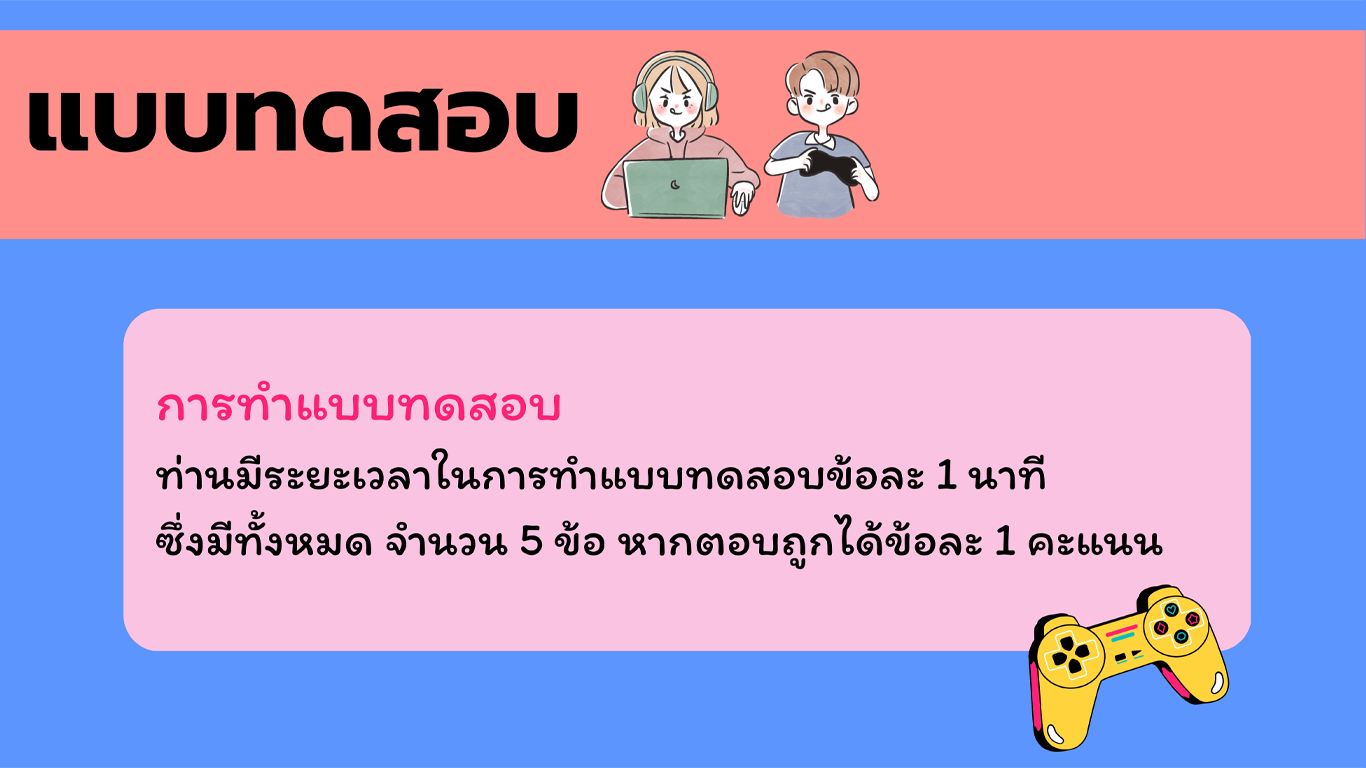 แบบทดสอบ
การทำแบบทดสอบ
ท่านมีระยะเวลาในการทำแบบทดสอบข้อละ 1 นาที
ซึ่งมีทั้งหมด จำนวน 5 ข้อ หากตอบถูกได้ข้อละ 1 คะแนน